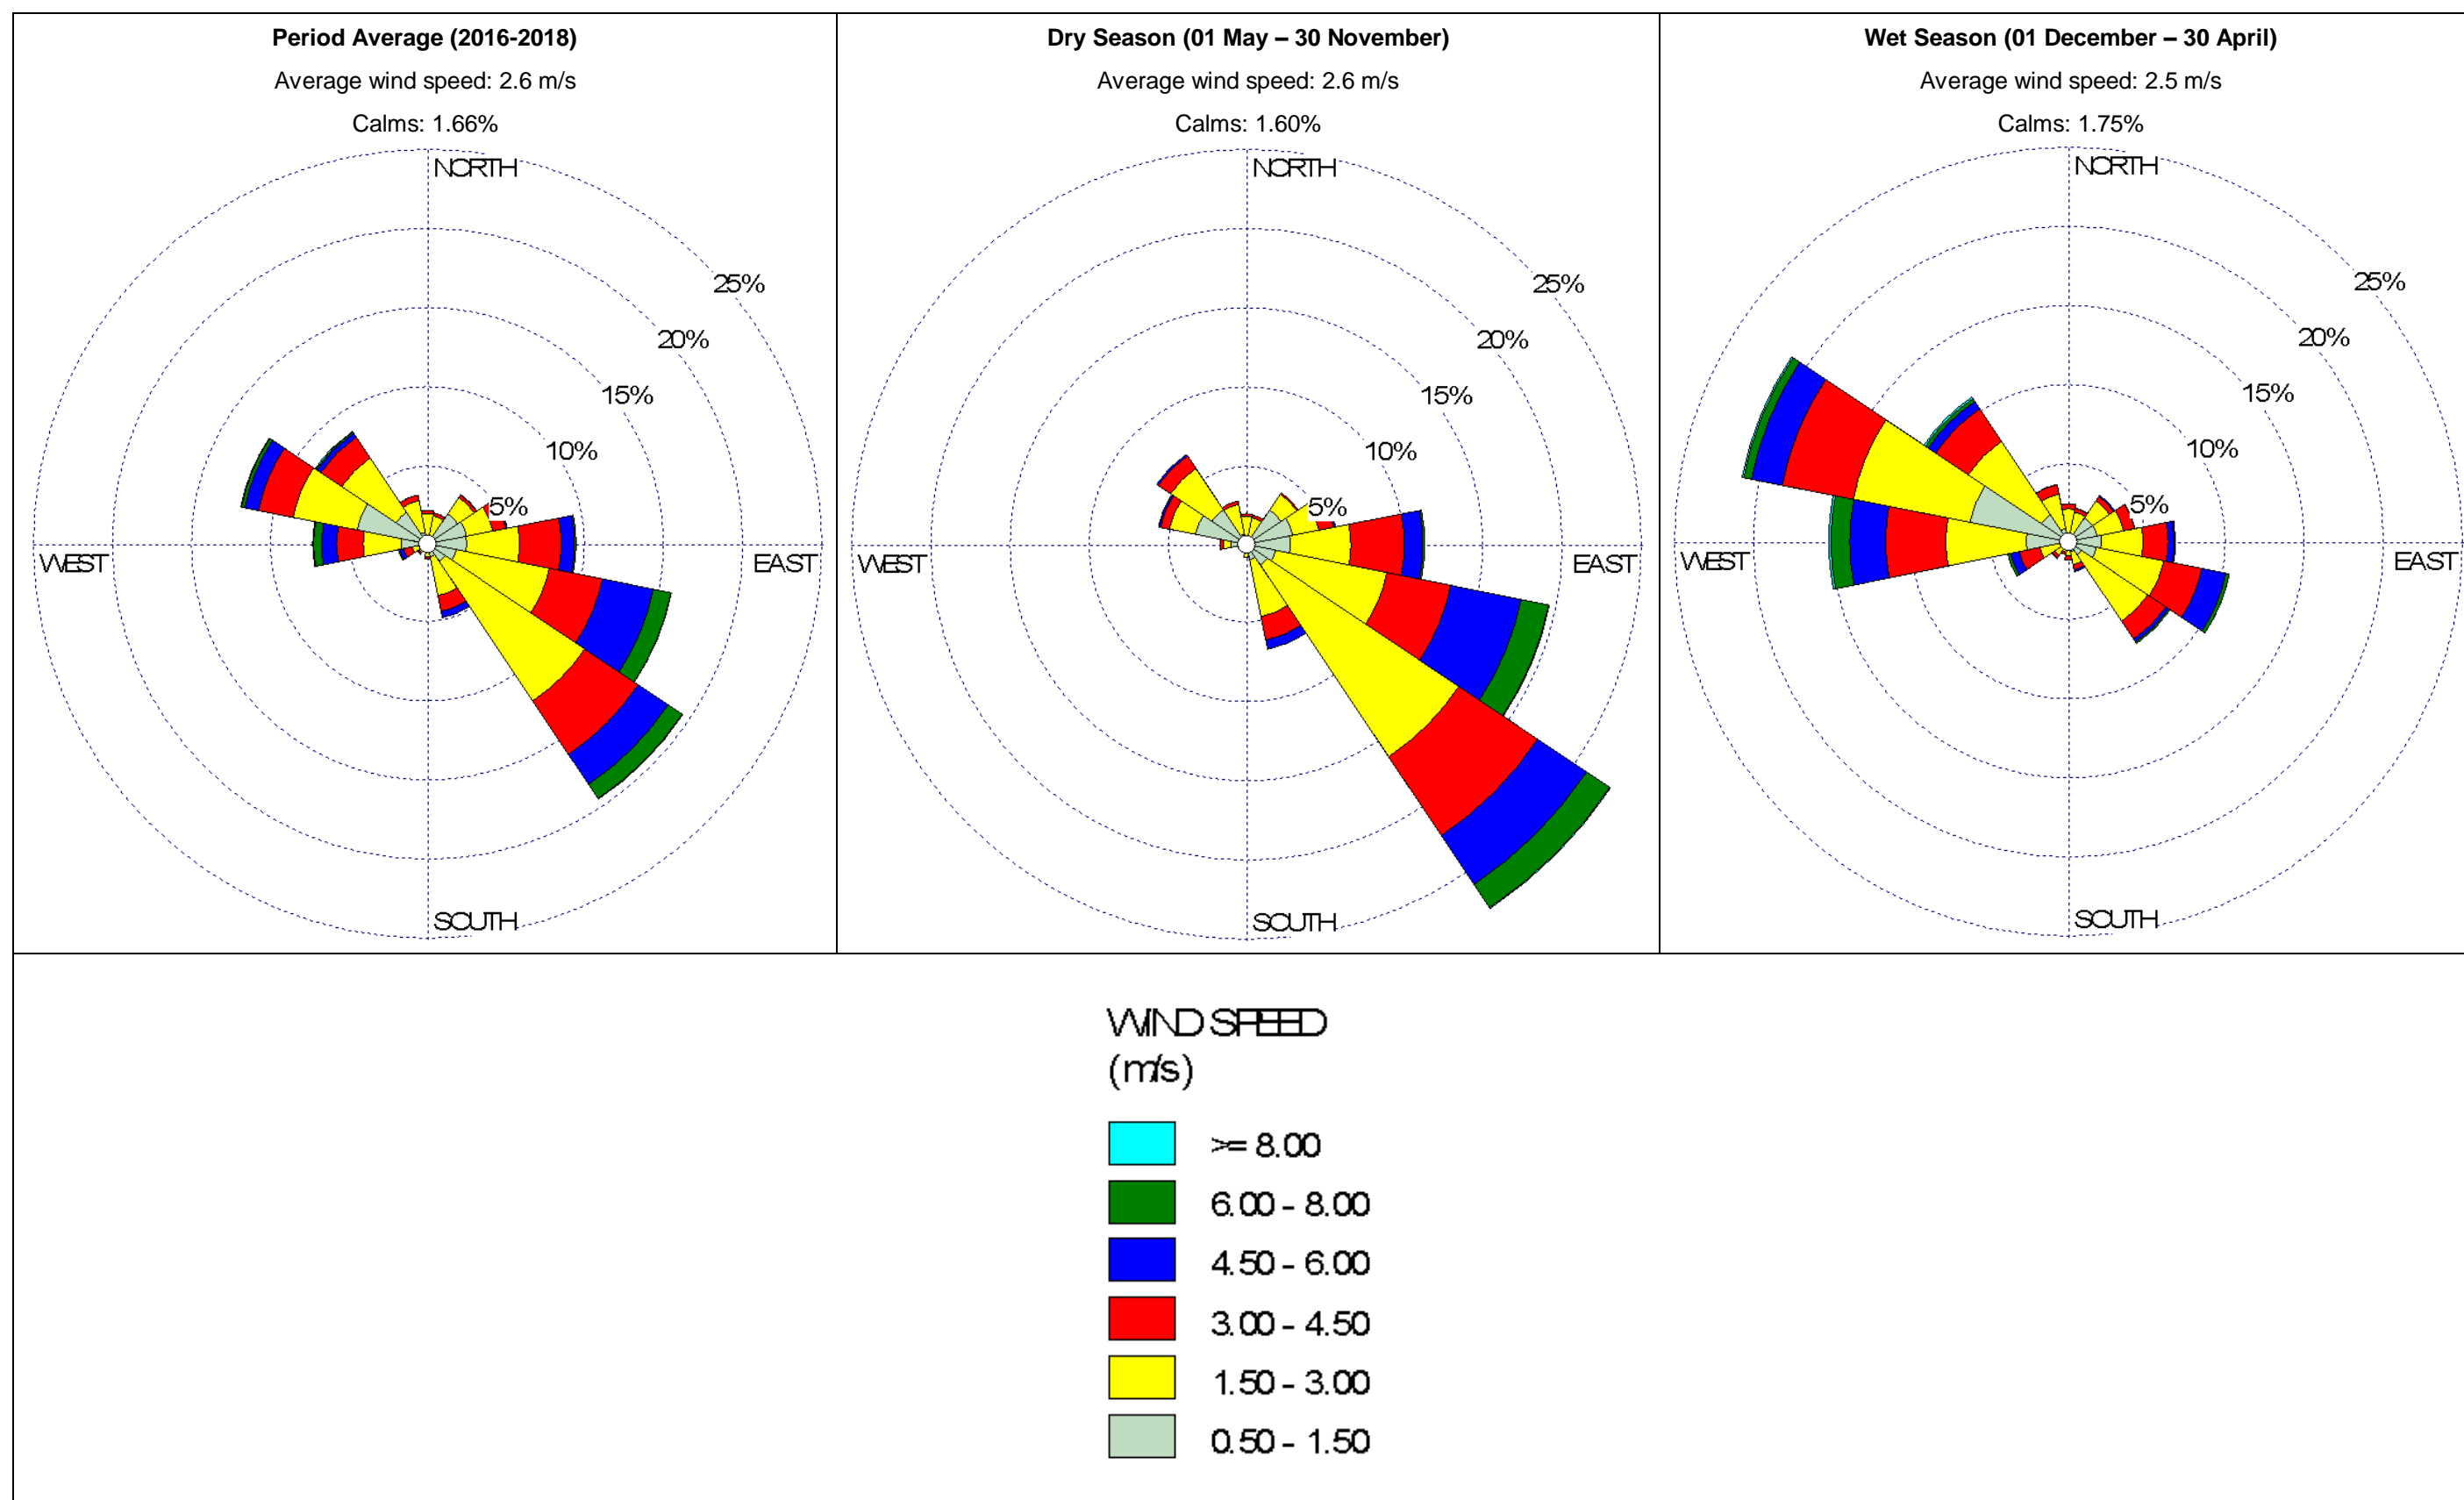 Period Average (2016-2018)
Average wind speed: 2.6 m/s
Calms: 1.66%
NORTH
25%
20%
15%
10%
5%
WEST
EAST
SOUTH
Dry Season (01 May – 30 November)
Average wind speed: 2.6 m/s
Calms: 1.60%
NORTH
25%
20%
15%
10%
5%
WEST
EAST
SOUTH
Wet Season (01 December – 30 April)
Average wind speed: 2.5 m/s
Calms: 1.75%
NORTH
25%
20%
15%
10%
5%
WEST
EAST
SOUTH
WIND SPEED
(m/s)
>= 8.00
6.00 - 8.00
4.50 - 6.00
3.00 - 4.50
1.50 - 3.00
0.50 - 1.50